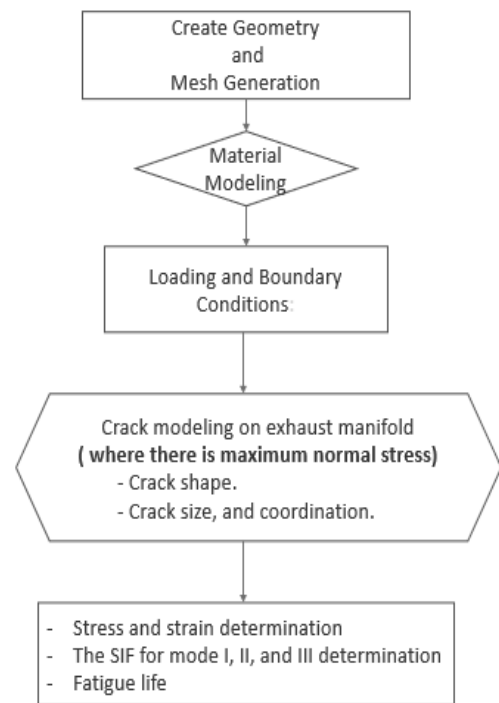 Create Geometry
and
Mesh Generation
Material
Modeling
Loading and Boundary
Conditions:
Crack modeling on exhaust manifold
( where there is maximum normal stress)
- Crack shape.
- Crack size, and coordination.
- Stress and strain determination
- The SIF for mode I, II, and III determination
- Fatigue life